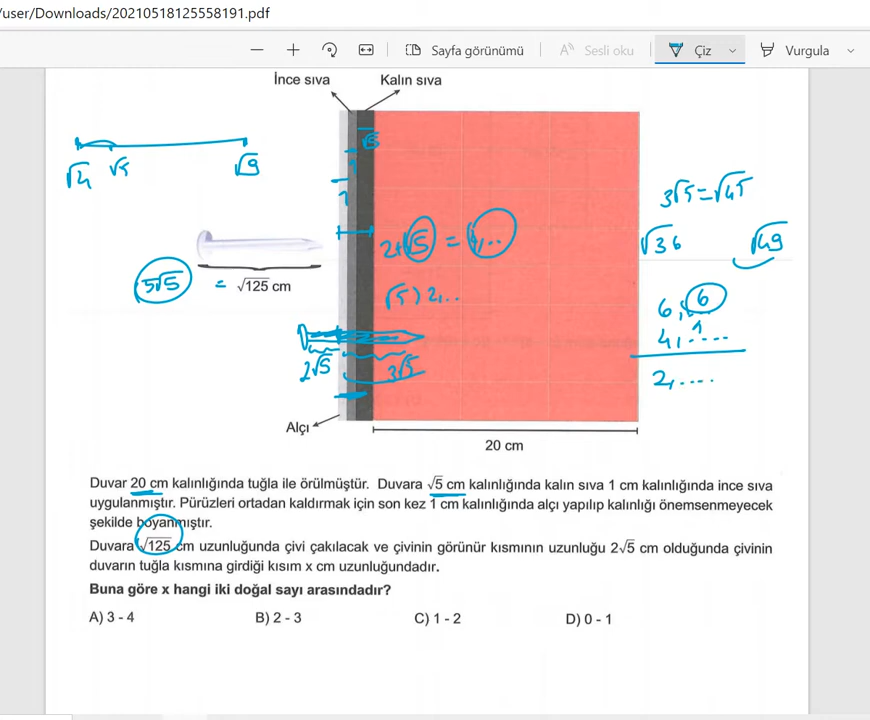 /user/Downloads/20210518125558191.pdf
Sayfa görünümü
Sesli oku
Çiz
Vurgula
İnce sıva Kalın sıva
√5
1
1
√4 √5 √9
3√5=√45
√36 √49
2+√5 = 4,..
5√5 = √125 cm
√5) 2,..
6,6
4,....
2,....
2√5 3√5
Alçı
20 cm
Duvar 20 cm kalınlığında tuğla ile örülmüştür. Duvara √5 cm kalınlığında kalın sıva 1 cm kalınlığında ince sıva
uygulanmıştır. Pürüzleri ortadan kaldırmak için son kez 1 cm kalınlığında alçı yapılıp kalınlığı önemsenmeyecek
şekilde boyanmıştır.
Duvara √125 cm uzunluğunda çivi çakılacak ve çivinin görünür kısmının uzunluğu 2√5 cm olduğunda çivinin
duvarın tuğla kısmına girdiği kısım x cm uzunluğundadır.
Buna göre x hangi iki doğal sayı arasındadır?
A) 3 - 4 B) 2 - 3 C) 1 - 2 D) 0 - 1